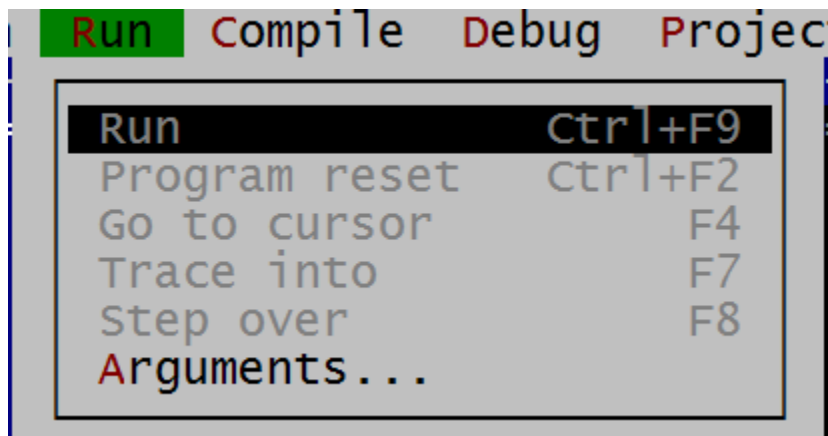 Run Compile Debug Projec
Run Ctrl+F9
Program reset Ctrl+F2
Go to cursor F4
Trace into F7
Step over F8
Arguments...